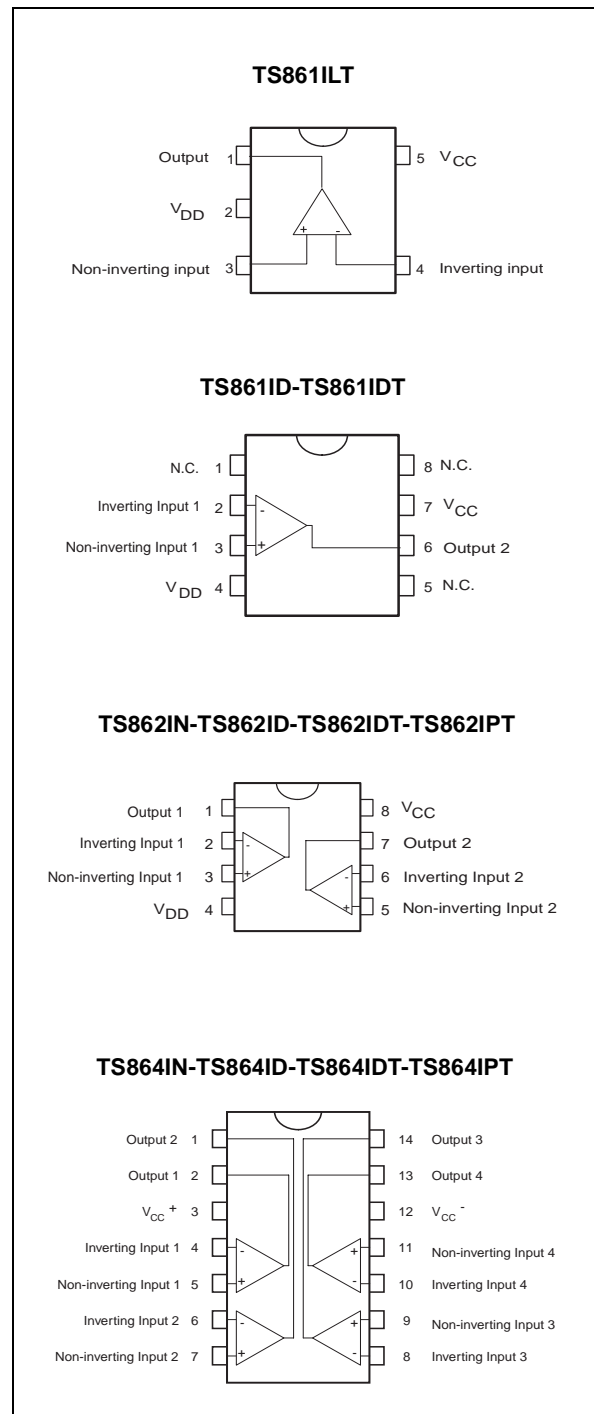 TS861ILT
Output 1 5 VCC
VDD 2
+ -
Non-inverting input 3 4 Inverting input
TS861ID-TS861IDT
N.C. 1 8 N.C.
Inverting Input 1 2 - 7 VCC
Non-inverting Input 1 3 + 6 Output 2
VDD 4 5 N.C.
TS862IN-TS862ID-TS862IDT-TS862IPT
Output 1 1 8 VCC
Inverting Input 1 2 - 7 Output 2
Non-inverting Input 1 3 + - 6 Inverting Input 2
VDD 4 + 5 Non-inverting Input 2
TS864IN-TS864ID-TS864IDT-TS864IPT
Output 2 1 14 Output 3
Output 1 2 13 Output 4
VCC + 3 12 VCC -
Inverting Input 1 4 - + 11 Non-inverting Input 4
Non-inverting Input 1 5 + - 10 Inverting Input 4
Inverting Input 2 6 - + 9 Non-inverting Input 3
Non-inverting Input 2 7 + - 8 Inverting Input 3